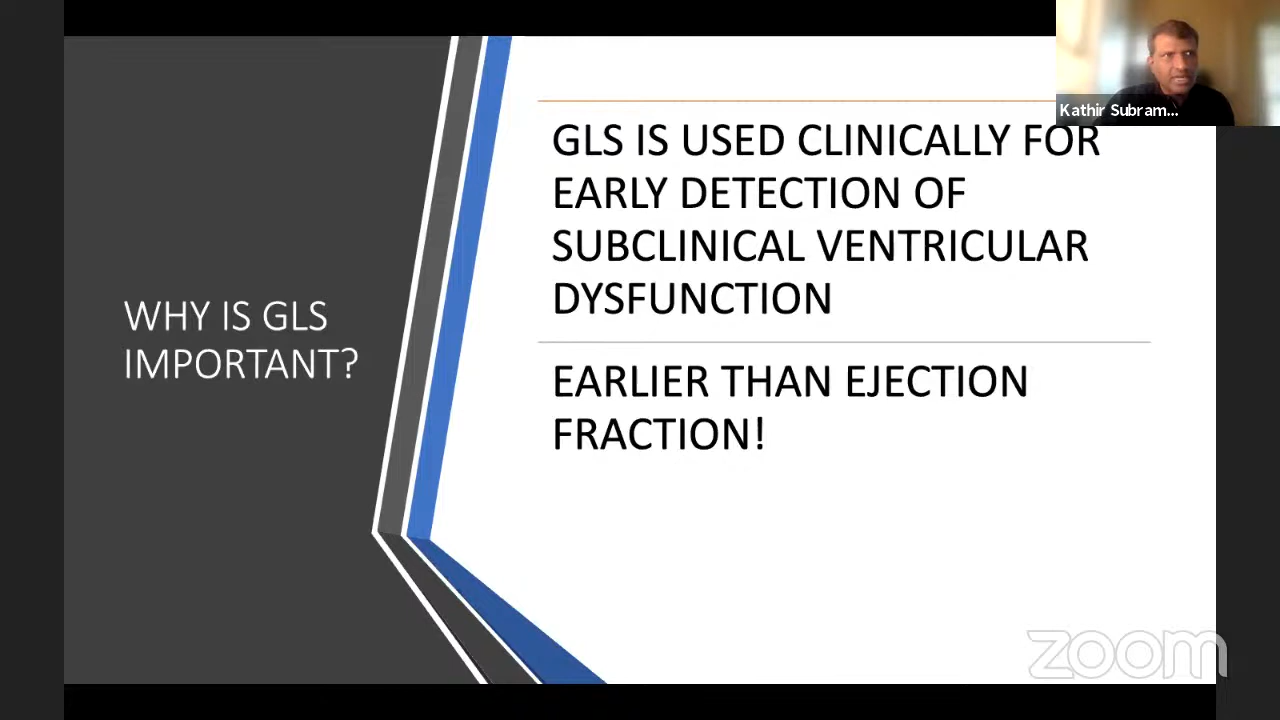 Kathir Subram...
GLS IS USED CLINICALLY FOR
EARLY DETECTION OF
SUBCLINICAL VENTRICULAR
DYSFUNCTION
WHY IS GLS
IMPORTANT?
EARLIER THAN EJECTION
FRACTION!
zoom